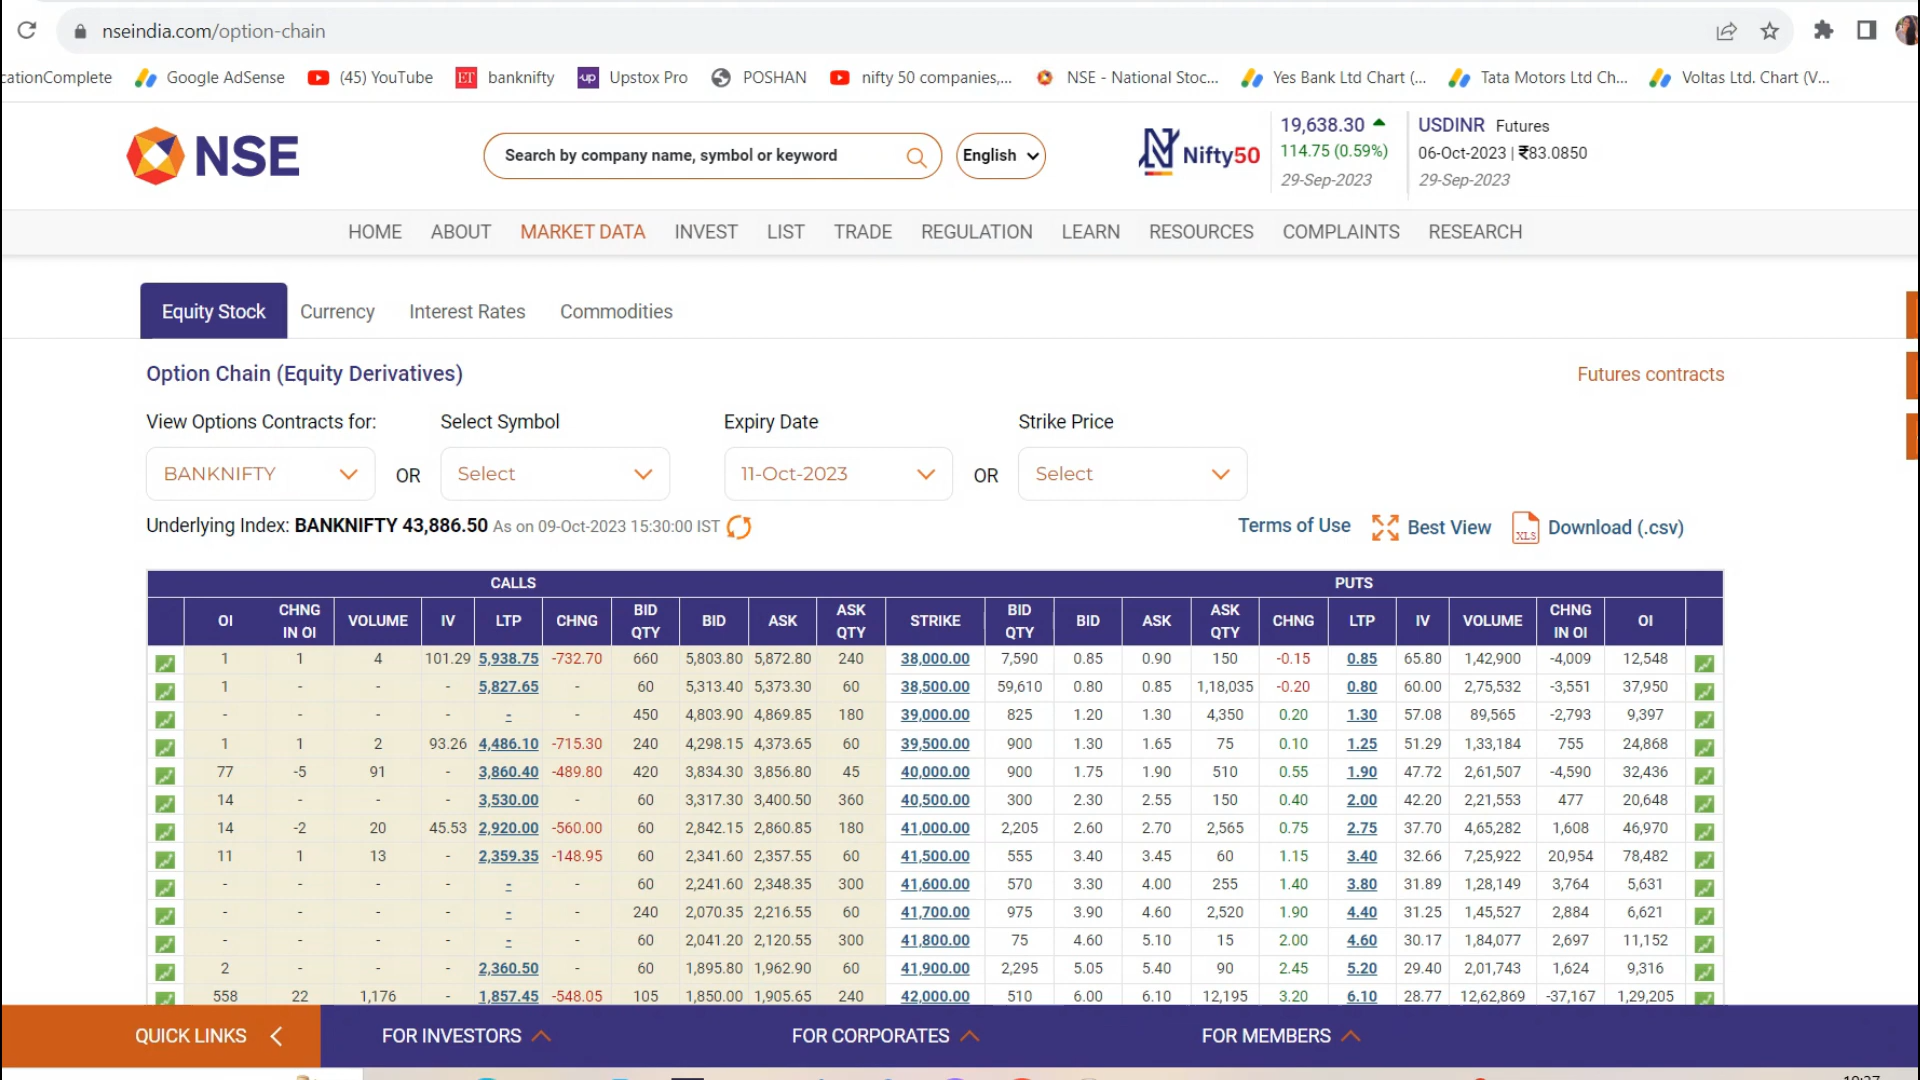 nseindia.com/option-chain
cationComplete Google AdSense (45) YouTube ET banknifty up Upstox Pro POSHAN nifty 50 companies,... NSE - National Stoc... Yes Bank Ltd Chart (... Tata Motors Ltd Ch... Voltas Ltd. Chart (V...
NSE
Search by company name, symbol or keyword
English
Nifty50
19,638.30
114.75 (0.59%)
29-Sep-2023
USDINR Futures
06-Oct-2023 | ₹83.0850
29-Sep-2023
HOME ABOUT MARKET DATA INVEST LIST TRADE REGULATION LEARN RESOURCES COMPLAINTS RESEARCH
Equity Stock Currency Interest Rates Commodities
Option Chain (Equity Derivatives) Futures contracts
View Options Contracts for: Select Symbol Expiry Date Strike Price
BANKNIFTY OR Select 11-Oct-2023 OR Select
Underlying Index: BANKNIFTY 43,886.50 As on 09-Oct-2023 15:30:00 IST Terms of Use Best View XLS Download (.csv)
CALLS PUTS
OI CHNG IN OI VOLUME IV LTP CHNG BID QTY BID ASK ASK QTY STRIKE BID QTY BID ASK ASK QTY CHNG LTP IV VOLUME CHNG IN OI OI
1 1 4 101.29 5,938.75 -732.70 660 5,803.80 5,872.80 240 38,000.00 7,590 0.85 0.90 150 -0.15 0.85 65.80 1,42,900 -4,009 12,548
1 - - - 5,827.65 - 60 5,313.40 5,373.30 60 38,500.00 59,610 0.80 0.85 1,18,035 -0.20 0.80 60.00 2,75,532 -3,551 37,950
- - - - - - 450 4,803.90 4,869.85 180 39,000.00 825 1.20 1.30 4,350 0.20 1.30 57.08 89,565 -2,793 9,397
1 1 2 93.26 4,486.10 -715.30 240 4,298.15 4,373.65 60 39,500.00 900 1.30 1.65 75 0.10 1.25 51.29 1,33,184 755 24,868
77 -5 91 - 3,860.40 -489.80 420 3,834.30 3,856.80 45 40,000.00 900 1.75 1.90 510 0.55 1.90 47.72 2,61,507 -4,590 32,436
14 - - - 3,530.00 - 60 3,317.30 3,400.50 360 40,500.00 300 2.30 2.55 150 0.40 2.00 42.20 2,21,553 477 20,648
14 -2 20 45.53 2,920.00 -560.00 60 2,842.15 2,860.85 180 41,000.00 2,205 2.60 2.70 2,565 0.75 2.75 37.70 4,65,282 1,608 46,970
11 1 13 - 2,359.35 -148.95 60 2,341.60 2,357.55 60 41,500.00 555 3.40 3.45 60 1.15 3.40 32.66 7,25,922 20,954 78,482
- - - - - - 60 2,241.60 2,348.35 300 41,600.00 570 3.30 4.00 255 1.40 3.80 31.89 1,28,149 3,764 5,631
- - - - - - 240 2,070.35 2,216.55 60 41,700.00 975 3.90 4.60 2,520 1.90 4.40 31.25 1,45,527 2,884 6,621
- - - - - - 60 2,041.20 2,120.55 300 41,800.00 75 4.60 5.10 15 2.00 4.60 30.17 1,84,077 2,697 11,152
2 - - - 2,360.50 - 60 1,895.80 1,962.90 60 41,900.00 2,295 5.05 5.40 90 2.45 5.20 29.40 2,01,743 1,624 9,316
558 22 1,176 - 1,857.45 -548.05 105 1,850.00 1,905.65 240 42,000.00 510 6.00 6.10 12,195 3.20 6.10 28.77 12,62,869 -37,167 1,29,205
QUICK LINKS FOR INVESTORS FOR CORPORATES FOR MEMBERS